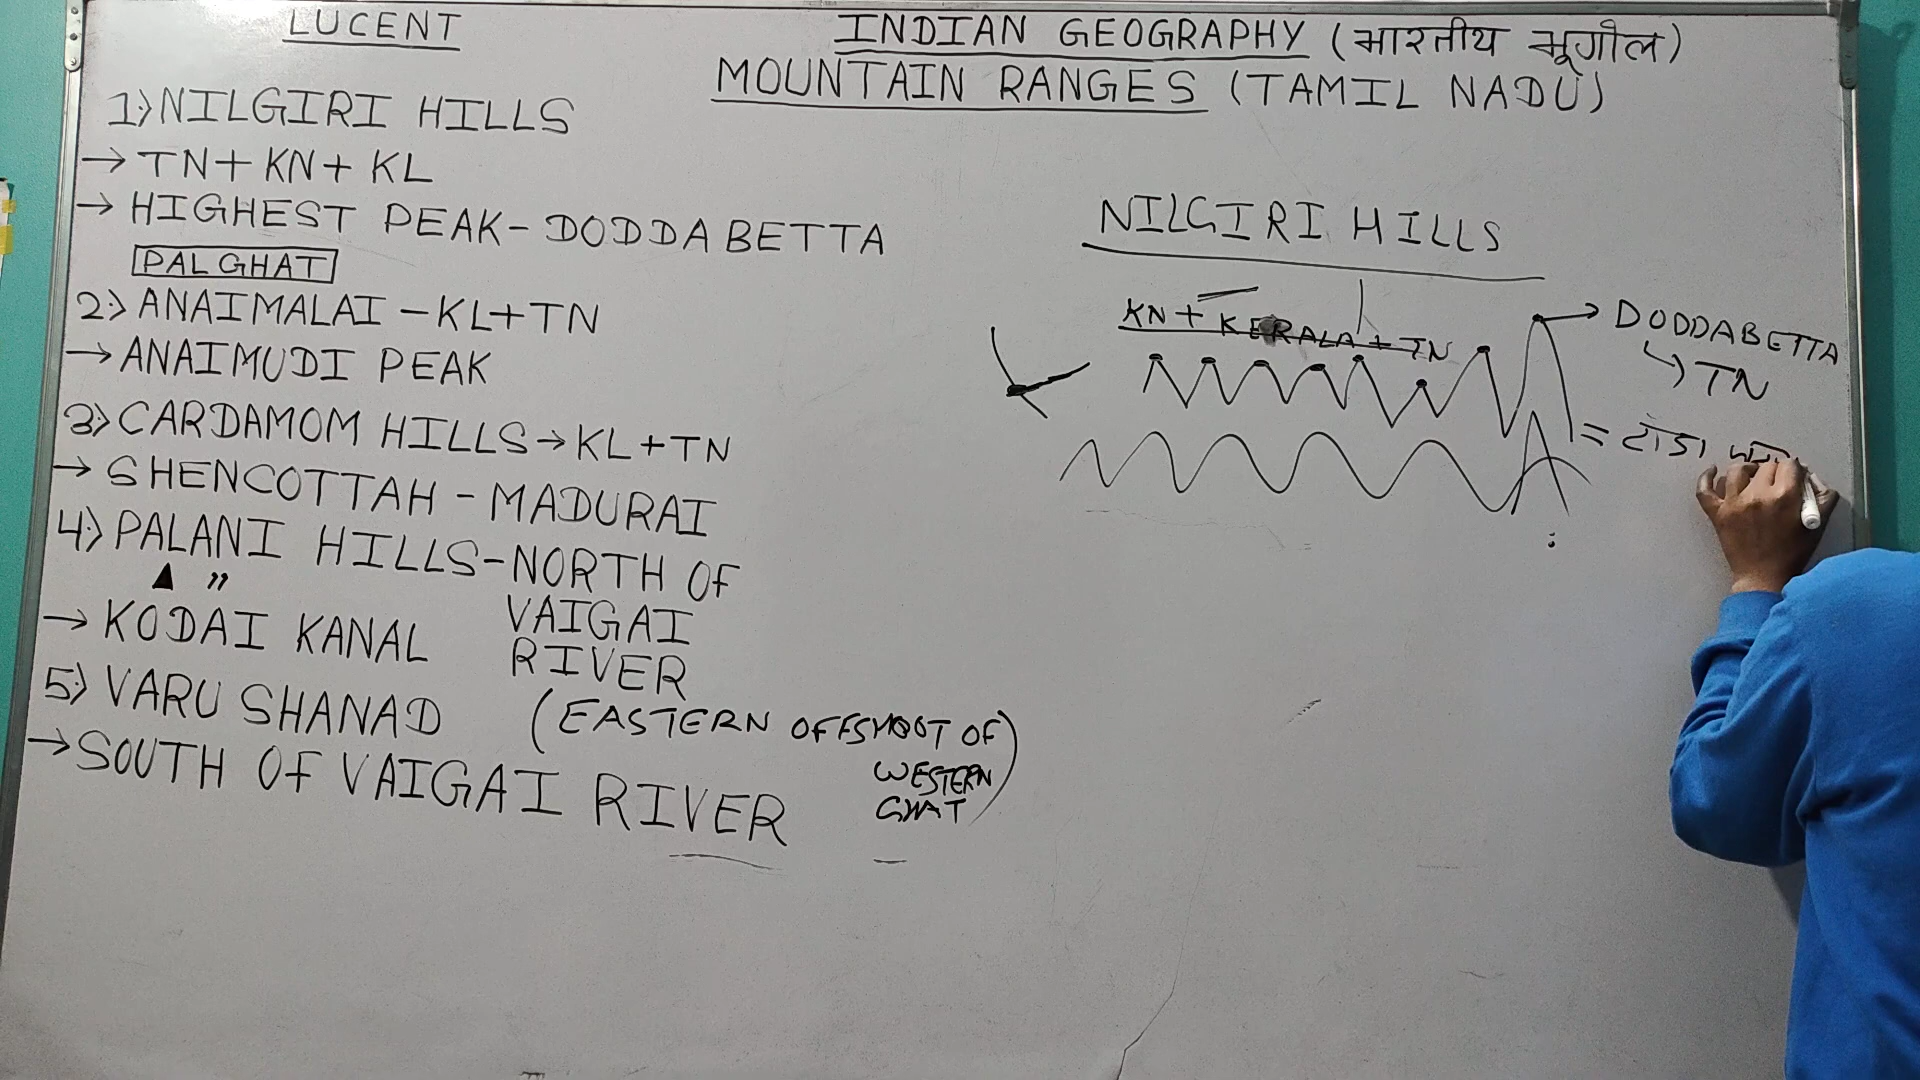 LUCENT
INDIAN GEOGRAPHY (भारतीय भूगोल)
MOUNTAIN RANGES (TAMIL NADU)
1) NILGIRI HILLS
→ TN + KN + KL
→ HIGHEST PEAK - DODDABETTA
PALGHAT
2) ANAIMALAI - KL+TN
→ ANAIMUDI PEAK
3) CARDAMOM HILLS → KL + TN
→ SHENCOTTAH - MADURAI
4) PALANI HILLS - NORTH OF
VAIGAI
RIVER
▲ "
→ KODAI KANAL
5) VARU SHANAD
(EASTERN OFFSHOOT OF
WESTERN
GHAT)
→ SOUTH OF VAIGAI RIVER
NILGIRI HILLS
KN + KERALA + TN
→ DODDABETTA
↳ TN
= टोडा